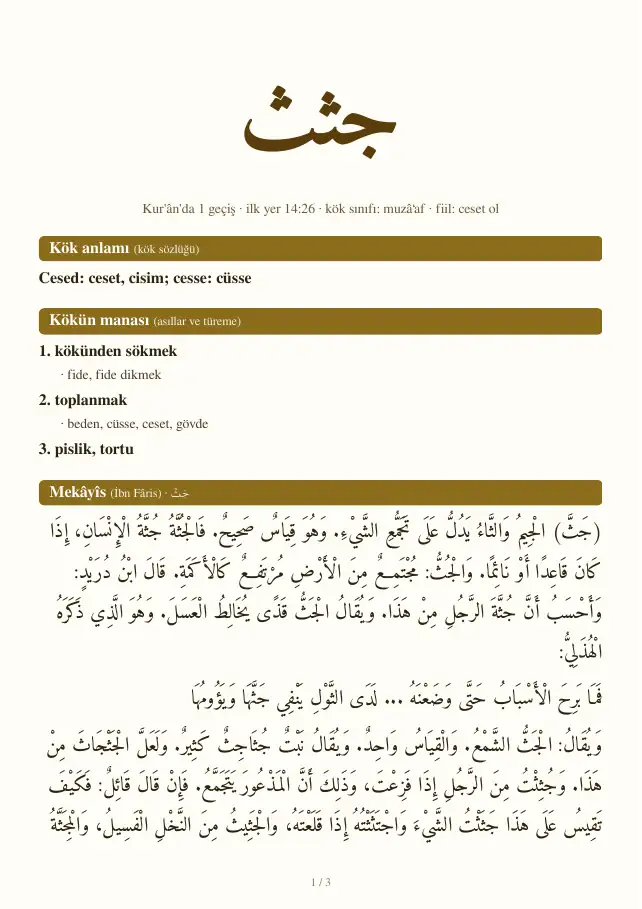 جثث
Kur'ân'da 1 geçiş · ilk yer 14:26 · kök sınıfı: muzâ'af · fiil: ceset ol
Kök anlamı (kök sözlüğü)
Cesed: ceset, cisim; cesse: cüsse
Kökün manası (asıllar ve türeme)
1. kökünden sökmek
· fide, fide dikmek
2. toplanmak
· beden, cüsse, ceset, gövde
3. pislik, tortu
Mekâyîs (İbn Fâris) · جَثَّ
(جَثَّ) الْجِيمُ وَالثَّاءُ يَدُلُّ عَلَى تَجَمُّعِ الشَّيْءِ. وَهُوَ قِيَاسٌ صَحِيحٌ. فَالْجُثَّةُ جُثَّةُ الْإِنْسَانِ، إِذَا
كَانَ قَاعِدًا أَوْ نَائِمًا. وَالْجُثُّ: مُجْتَمِعٌ مِنَ الْأَرْضِ مُرْتَفِعٌ كَالْأَكَمَةِ. قَالَ ابْنُ دُرَيْدٍ:
وَأَحْسَبُ أَنَّ جُثَّةَ الرَّجُلِ مِنْ هَذَا. وَيُقَالُ الْجَثُّ قَذًى يُخَالِطُ الْعَسَلَ. وَهُوَ الَّذِي ذَكَرَهُ
الْهُذَلِيُّ:
فَمَا بَرِحَ الْأَسْبَابُ حَتَّى وَضَعْنَهُ ... لَدَى الثَّوْلِ يَنْفِي جَثَّهَا وَيَؤُومُهَا
وَيُقَالُ: الْجَثُّ الشَّمْعُ. وَالْقِيَاسُ وَاحِدٌ. وَيُقَالُ نَبْتٌ جُثَاجِثٌ كَثِيرٌ. وَلَعَلَّ الْجَثْجَاثَ مِنْ
هَذَا. وَجُثِثْتُ مِنَ الرَّجُلِ إِذَا فَزِعْتَ، وَذَلِكَ أَنَّ الْمَذْعُورَ يَتَجَمَّعُ. فَإِنْ قَالَ قَائِلٌ: فَكَيْفَ
تَقِيسُ عَلَى هَذَا جَثَثْتُ الشَّيْءَ وَاجْتَثَثْتُهُ إِذَا قَلَعْتَهُ، وَالْجَثِيثُ مِنَ النَّخْلِ الْفَسِيلُ، وَالْمِجَثَّةُ
1 / 3